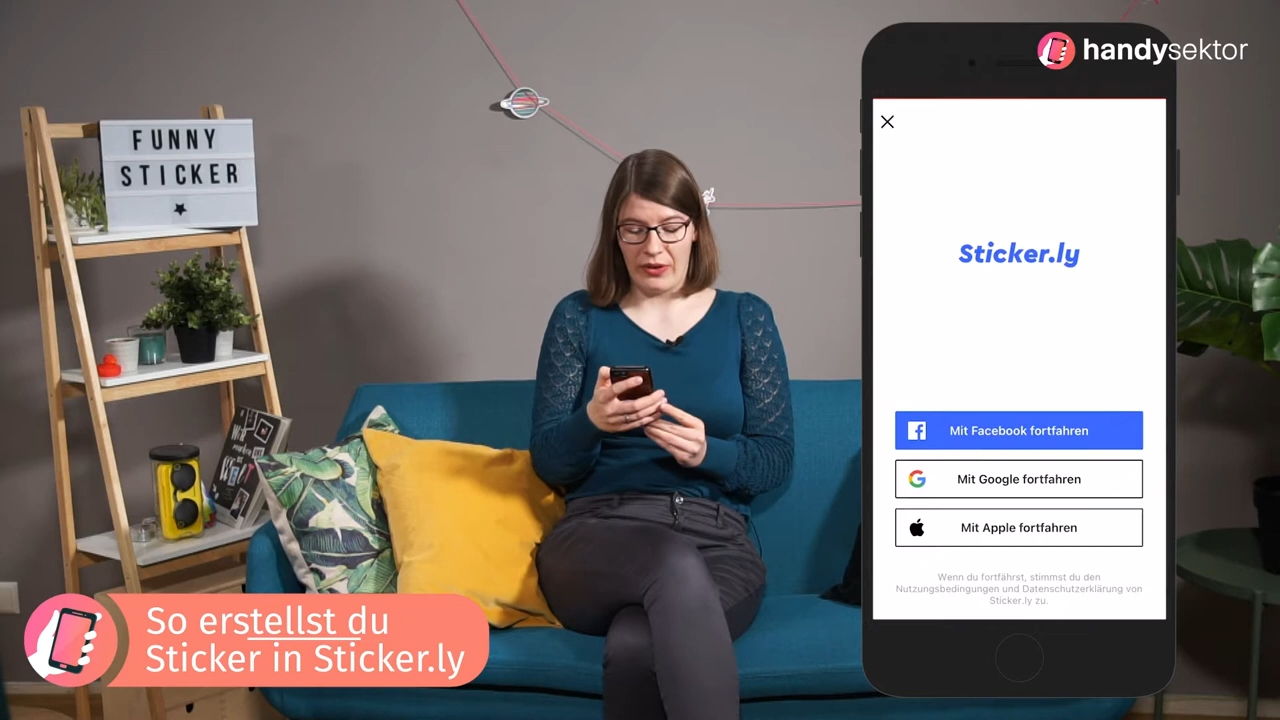 FUNNY
STICKER
handysektor
Sticker.ly
Mit Facebook fortfahren
Mit Google fortfahren
Mit Apple fortfahren
Wenn du fortfährst, stimmst du den
Nutzungsbedingungen und Datenschutzerklärung von
Sticker.ly zu.
So erstellst du
Sticker in Sticker.ly